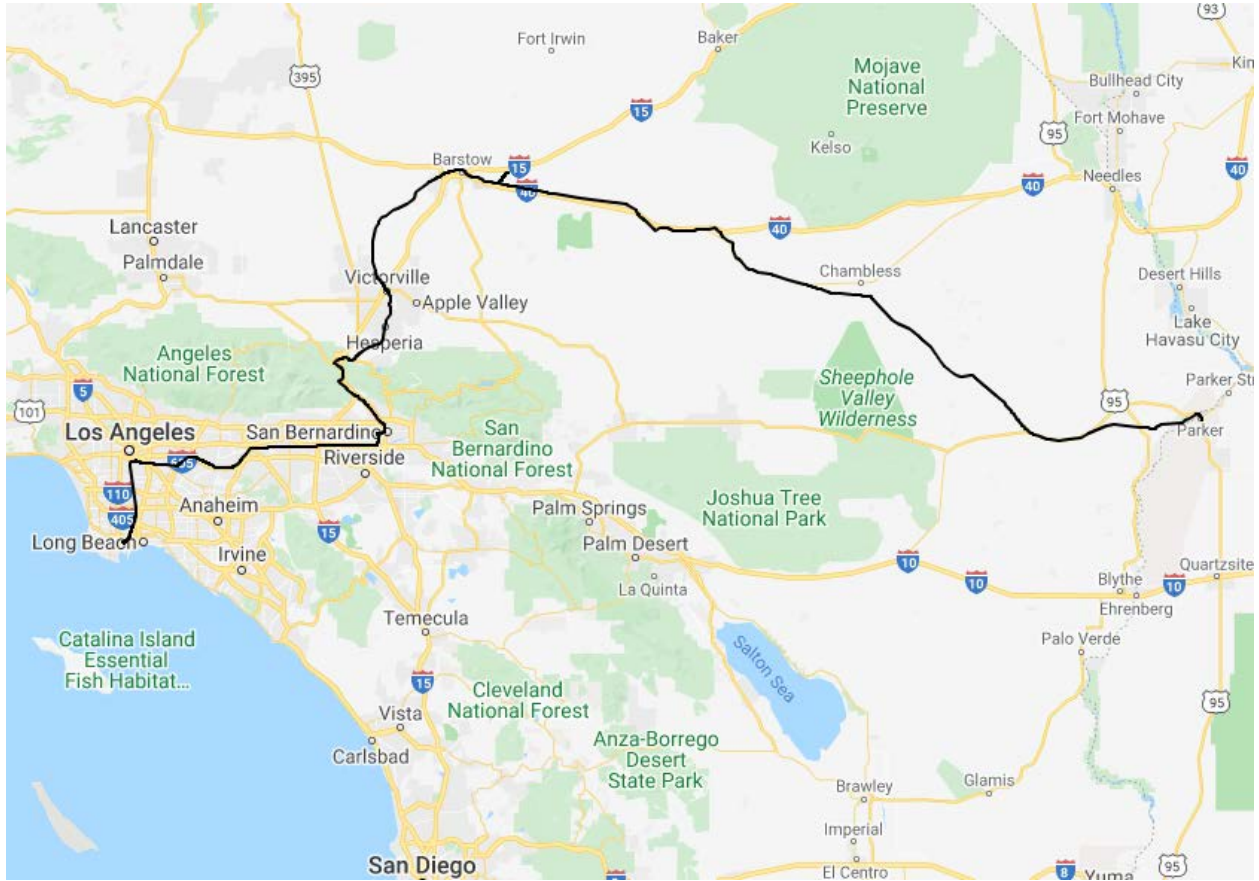 93
Fort Irwin
Baker
395
Mojave
National
Preserve
Kin
Bullhead City
15
95
Fort Mohave
Kelso
Barstow
15
40
40
40
Needles
Lancaster
Palmdale
40
Victorville
Apple Valley
Chambless
Desert Hills
Lake
Havasu City
Hesperia
Angeles
National Forest
5
Sheephole
Valley
Wilderness
Parker Str
101
95
Los Angeles
San Bernardino
San
Bernardino
National Forest
Parker
605
Riverside
110
Anaheim
405
Long Beach
Irvine
15
Palm Springs
Palm Desert
La Quinta
Joshua Tree
National Park
10
10
Blythe
10
Quartzsite
Ehrenberg
Temecula
Palo Verde
Catalina Island
Essential
Fish Habitat...
Salton Sea
15
Cleveland
National Forest
95
Vista
Carlsbad
Anza-Borrego
Desert
State Park
Brawley
Glamis
Imperial
San Diego
El Centro
8
95
Yuma